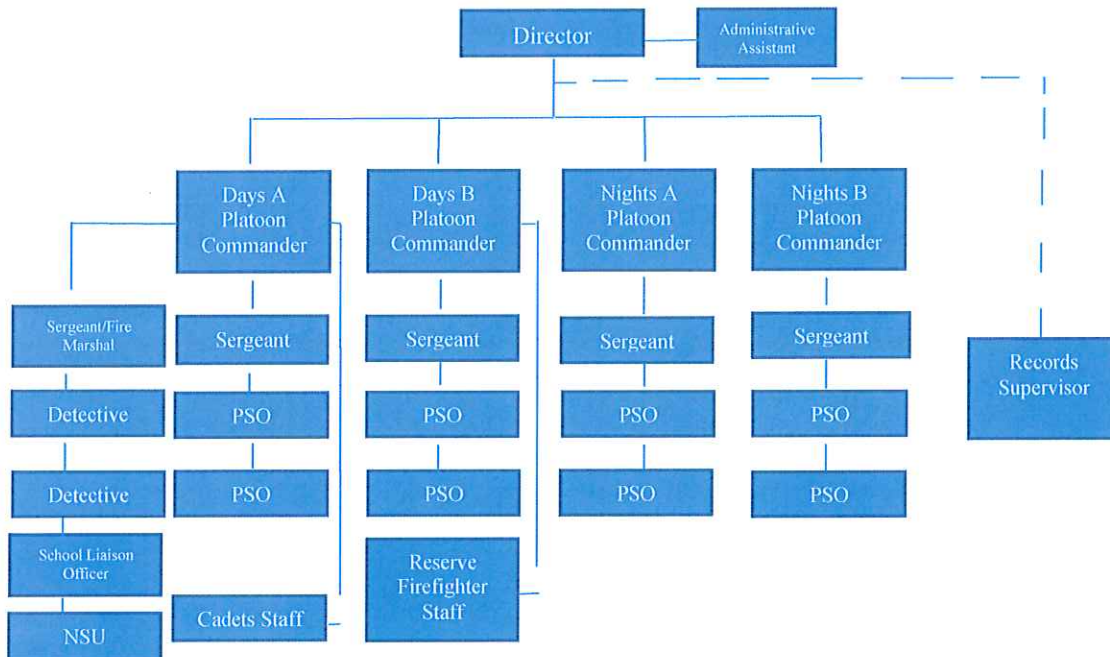 Director
Administrative
Assistant
Days A
Platoon
Commander
Days B
Platoon
Commander
Nights A
Platoon
Commander
Nights B
Platoon
Commander
Sergeant/Fire
Marshal
Sergeant
Sergeant
Sergeant
Sergeant
Records
Supervisor
Detective
PSO
PSO
PSO
PSO
Detective
PSO
PSO
PSO
PSO
School Liaison
Officer
Reserve
Firefighter
Staff
Cadets Staff
NSU